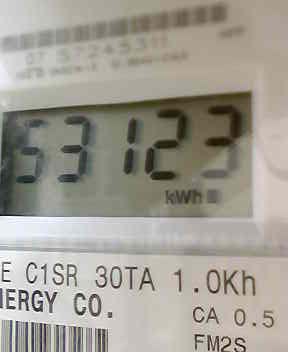 53123
kWh
E C1SR 30TA 1.0Kh
NERGY CO.
CA 0.5
FM2S